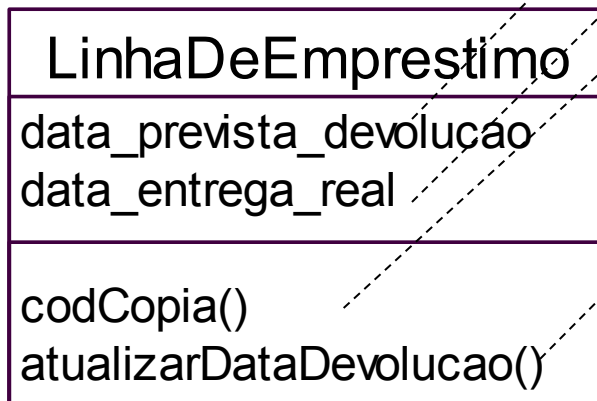 LinhaDeEmprestimo
data_prevista_devolucao
data_entrega_real
codCopia()
atualizarDataDevolucao()